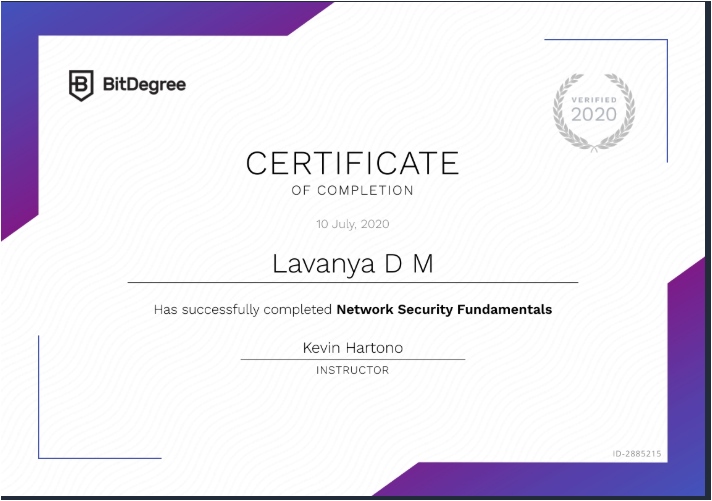 BitDegree
VERIFIED
2020
CERTIFICATE
OF COMPLETION
10 July, 2020
Lavanya D M
Has successfully completed Network Security Fundamentals
Kevin Hartono
INSTRUCTOR
ID-2885215